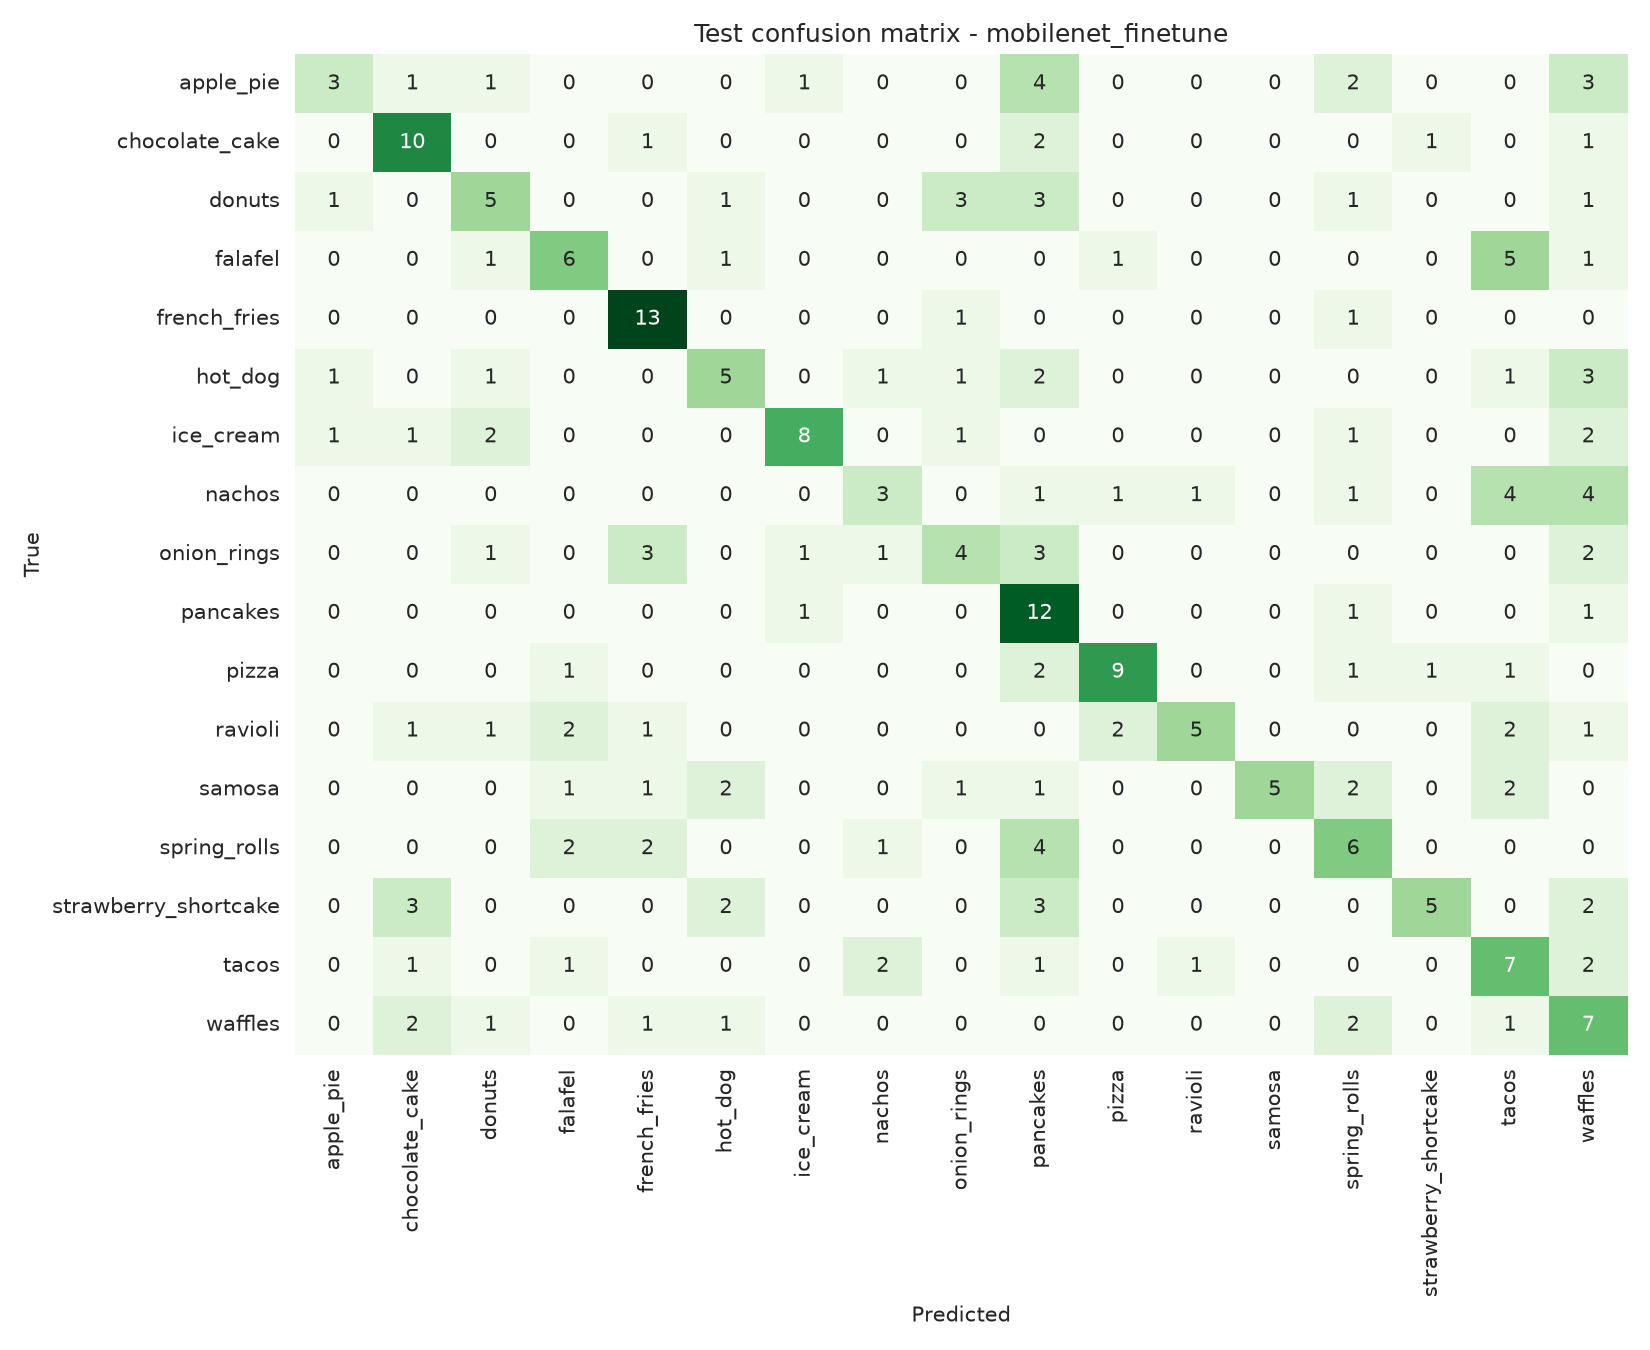 Test confusion matrix - mobilenet_finetune
apple_pie 3 1 1 0 0 0 1 0 0 4 0 0 0 2 0 0 3
chocolate_cake 0 10 0 0 1 0 0 0 0 2 0 0 0 0 1 0 1
donuts 1 0 5 0 0 1 0 0 3 3 0 0 0 1 0 0 1
falafel 0 0 1 6 0 1 0 0 0 0 1 0 0 0 0 5 1
french_fries 0 0 0 0 13 0 0 0 1 0 0 0 0 1 0 0 0
hot_dog 1 0 1 0 0 5 0 1 1 2 0 0 0 0 0 1 3
ice_cream 1 1 2 0 0 0 8 0 1 0 0 0 0 1 0 0 2
nachos 0 0 0 0 0 0 0 3 0 1 1 1 0 1 0 4 4
onion_rings 0 0 1 0 3 0 1 1 4 3 0 0 0 0 0 0 2
pancakes 0 0 0 0 0 0 1 0 0 12 0 0 0 1 0 0 1
pizza 0 0 0 1 0 0 0 0 0 2 9 0 0 1 1 1 0
ravioli 0 1 1 2 1 0 0 0 0 0 2 5 0 0 0 2 1
samosa 0 0 0 1 1 2 0 0 1 1 0 0 5 2 0 2 0
spring_rolls 0 0 0 2 2 0 0 1 0 4 0 0 0 6 0 0 0
strawberry_shortcake 0 3 0 0 0 2 0 0 0 3 0 0 0 0 5 0 2
tacos 0 1 0 1 0 0 0 2 0 1 0 1 0 0 0 7 2
waffles 0 2 1 0 1 1 0 0 0 0 0 0 0 2 0 1 7
True
apple_pie chocolate_cake donuts falafel french_fries hot_dog ice_cream nachos onion_rings pancakes pizza ravioli samosa spring_rolls strawberry_shortcake tacos waffles
Predicted